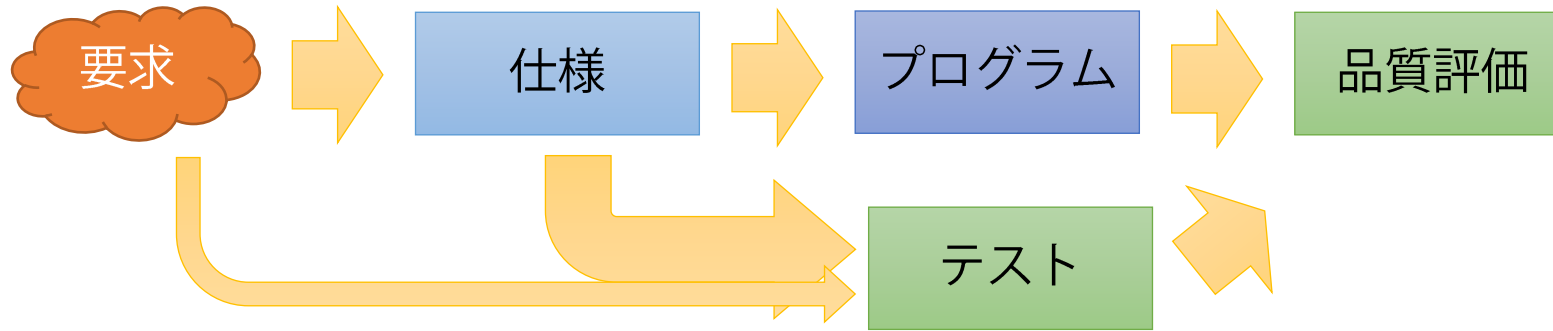 要求
仕様
プログラム
品質評価
テスト